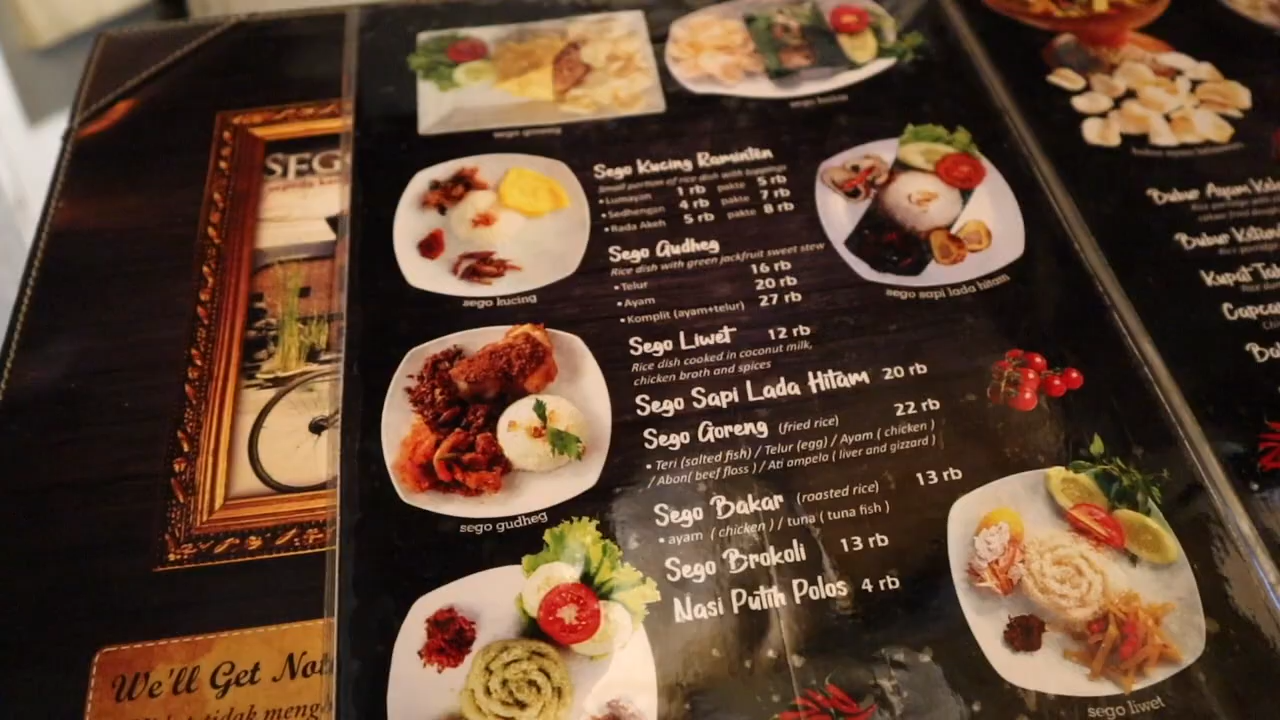 SEG
We'll Get Not
tidak meng
sego goreng
sego kucing
sego gudheg
Sego Kucing Raminten
Small portion of rice dish with toppings
• Lumayan 1 rb pakte 5 rb
• Sedhengan 4 rb pakte 7 rb
• Rada Akeh 5 rb pakte 8 rb
Sego Gudheg
Rice dish with green jackfruit sweet stew
• Telur 16 rb
• Ayam 20 rb
• Komplit (ayam+telur) 27 rb
Sego Liwet 12 rb
Rice dish cooked in coconut milk,
chicken broth and spices
Sego Sapi Lada Hitam 20 rb
Sego Goreng (fried rice) 22 rb
• Teri (salted fish) / Telur (egg) / Ayam ( chicken )
/ Abon( beef floss ) / Ati ampela ( liver and gizzard )
Sego Bakar (roasted rice) 13 rb
• ayam ( chicken ) / tuna ( tuna fish )
Sego Brokoli 13 rb
Nasi Putih Polos 4 rb
sego sapi lada hitam
sego liwet
Bubur Ayam
Bubur
Kupat
Capca